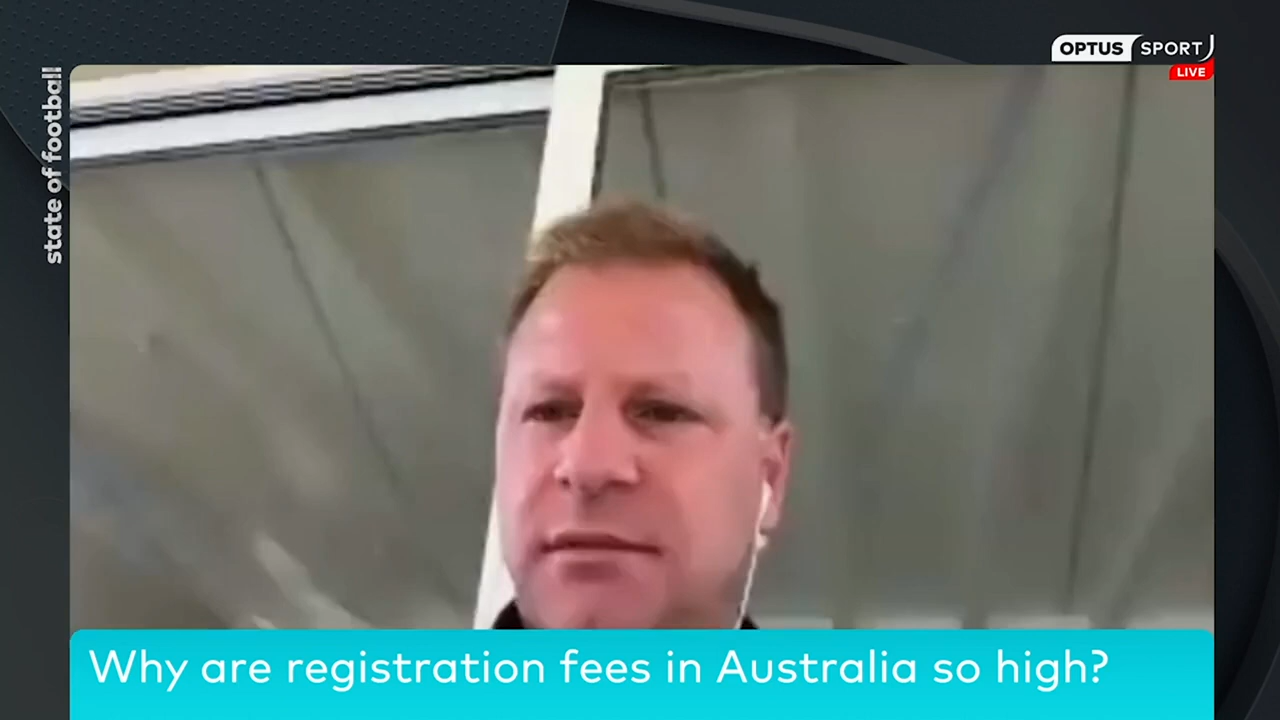 OPTUS SPORT
LIVE
state of football
Why are registration fees in Australia so high?